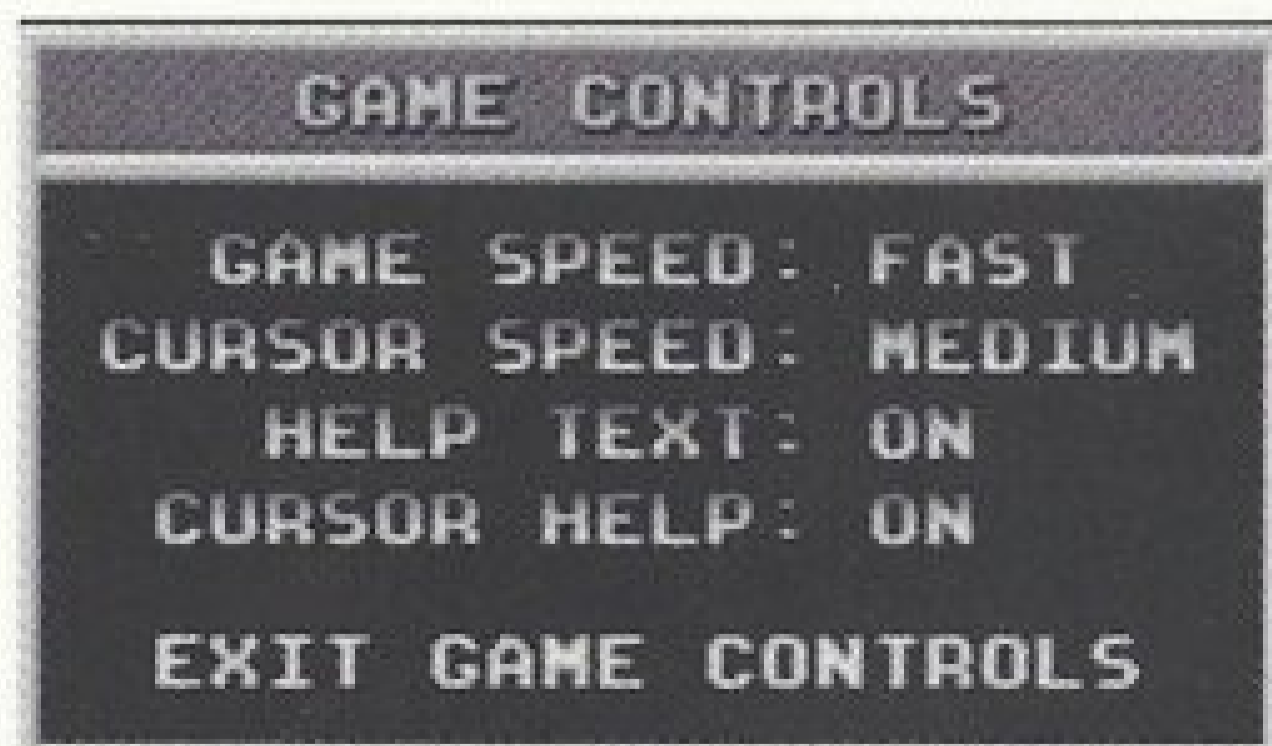 GAME CONTROLS
GAME SPEED: FAST
CURSOR SPEED: MEDIUM
HELP TEXT: ON
CURSOR HELP: ON
EXIT GAME CONTROLS